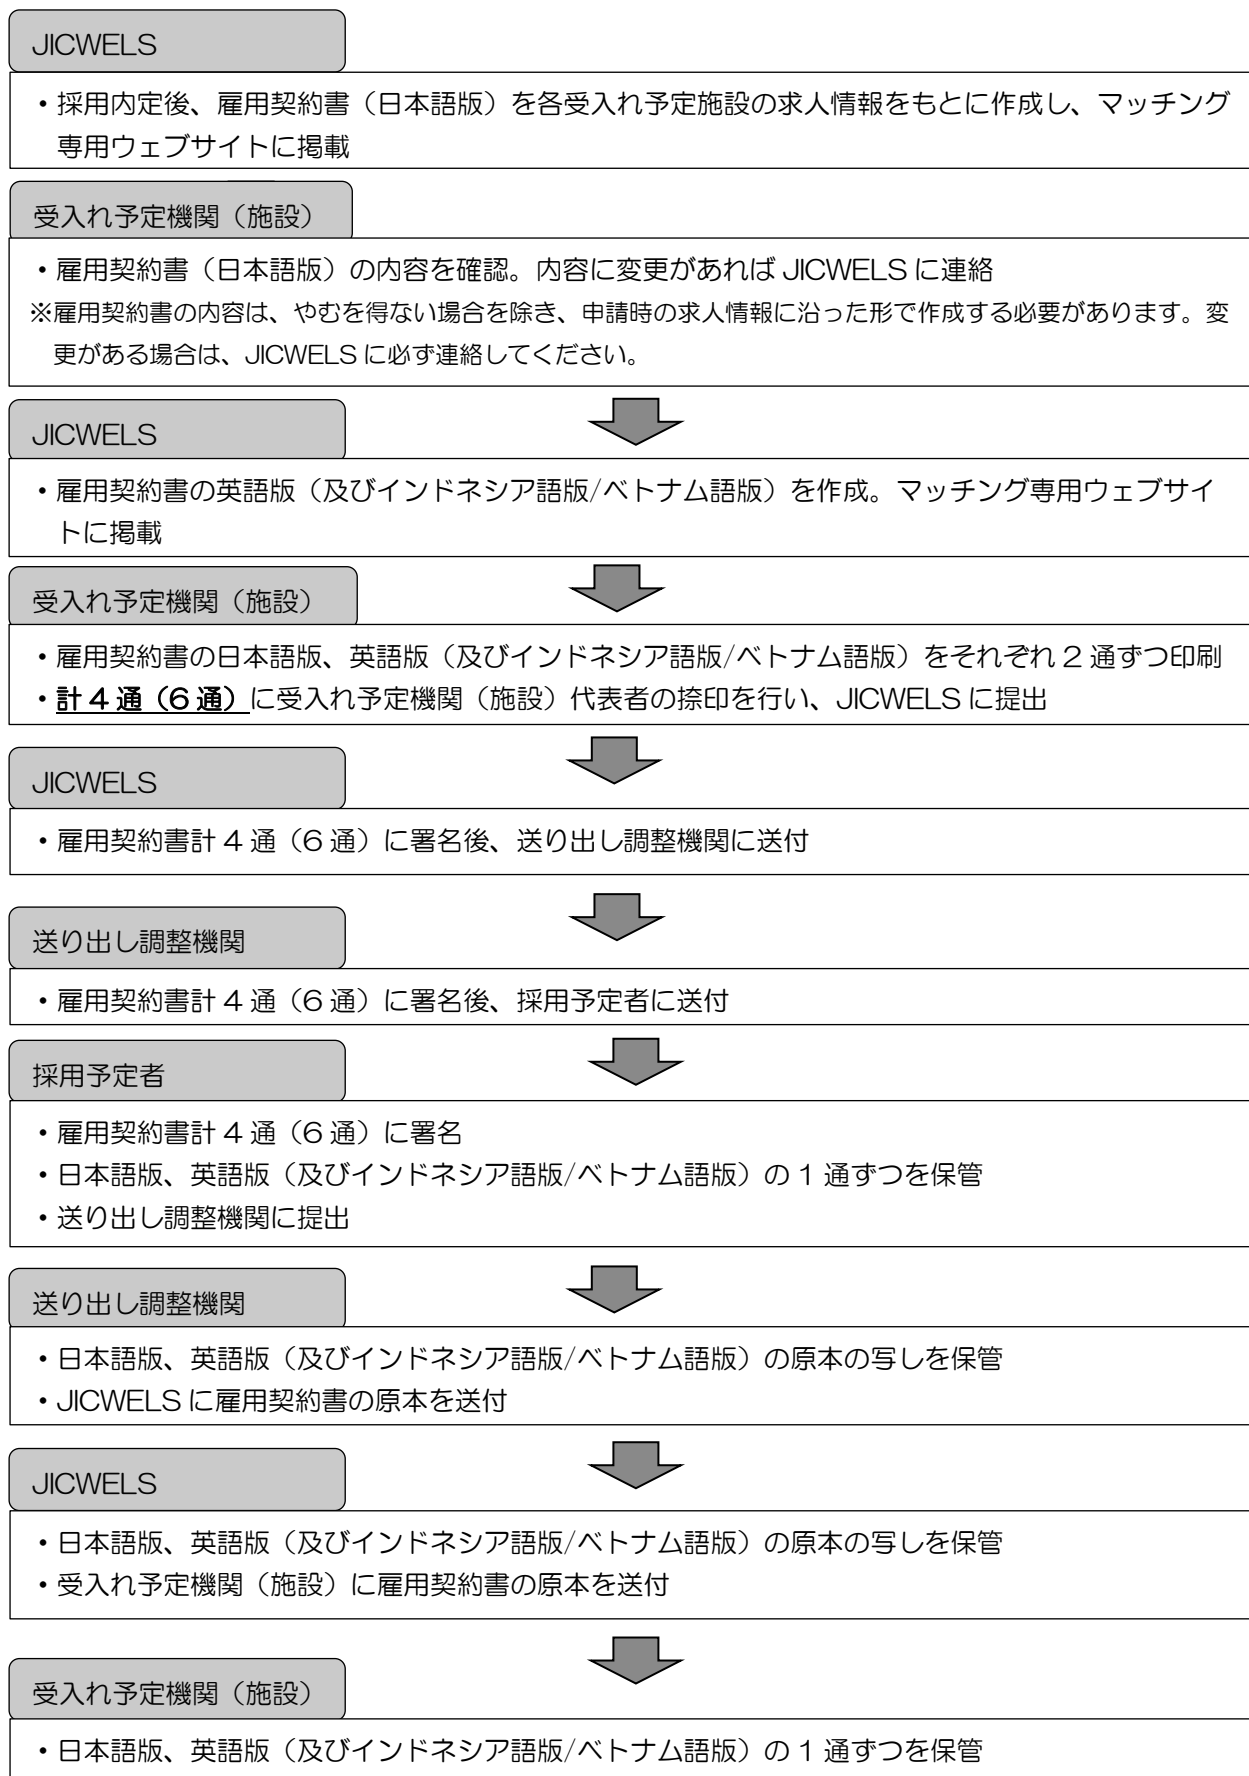 JICWELS
・採用内定後、雇用契約書（日本語版）を各受入れ予定施設の求人情報をもとに作成し、マッチング
専用ウェブサイトに掲載
受入れ予定機関（施設）
・雇用契約書（日本語版）の内容を確認。内容に変更があれば JICWELS に連絡
※雇用契約書の内容は、やむを得ない場合を除き、申請時の求人情報に沿った形で作成する必要があります。変
更がある場合は、JICWELS に必ず連絡してください。
JICWELS
・雇用契約書の英語版（及びインドネシア語版/ベトナム語版）を作成。マッチング専用ウェブサイ
トに掲載
受入れ予定機関（施設）
・雇用契約書の日本語版、英語版（及びインドネシア語版/ベトナム語版）をそれぞれ 2 通ずつ印刷
・計 4 通（6 通）に受入れ予定機関（施設）代表者の捺印を行い、JICWELS に提出
JICWELS
・雇用契約書計 4 通（6 通）に署名後、送り出し調整機関に送付
送り出し調整機関
・雇用契約書計 4 通（6 通）に署名後、採用予定者に送付
採用予定者
・雇用契約書計 4 通（6 通）に署名
・日本語版、英語版（及びインドネシア語版/ベトナム語版）の 1 通ずつを保管
・送り出し調整機関に提出
送り出し調整機関
・日本語版、英語版（及びインドネシア語版/ベトナム語版）の原本の写しを保管
・JICWELS に雇用契約書の原本を送付
JICWELS
・日本語版、英語版（及びインドネシア語版/ベトナム語版）の原本の写しを保管
・受入れ予定機関（施設）に雇用契約書の原本を送付
受入れ予定機関（施設）
・日本語版、英語版（及びインドネシア語版/ベトナム語版）の 1 通ずつを保管